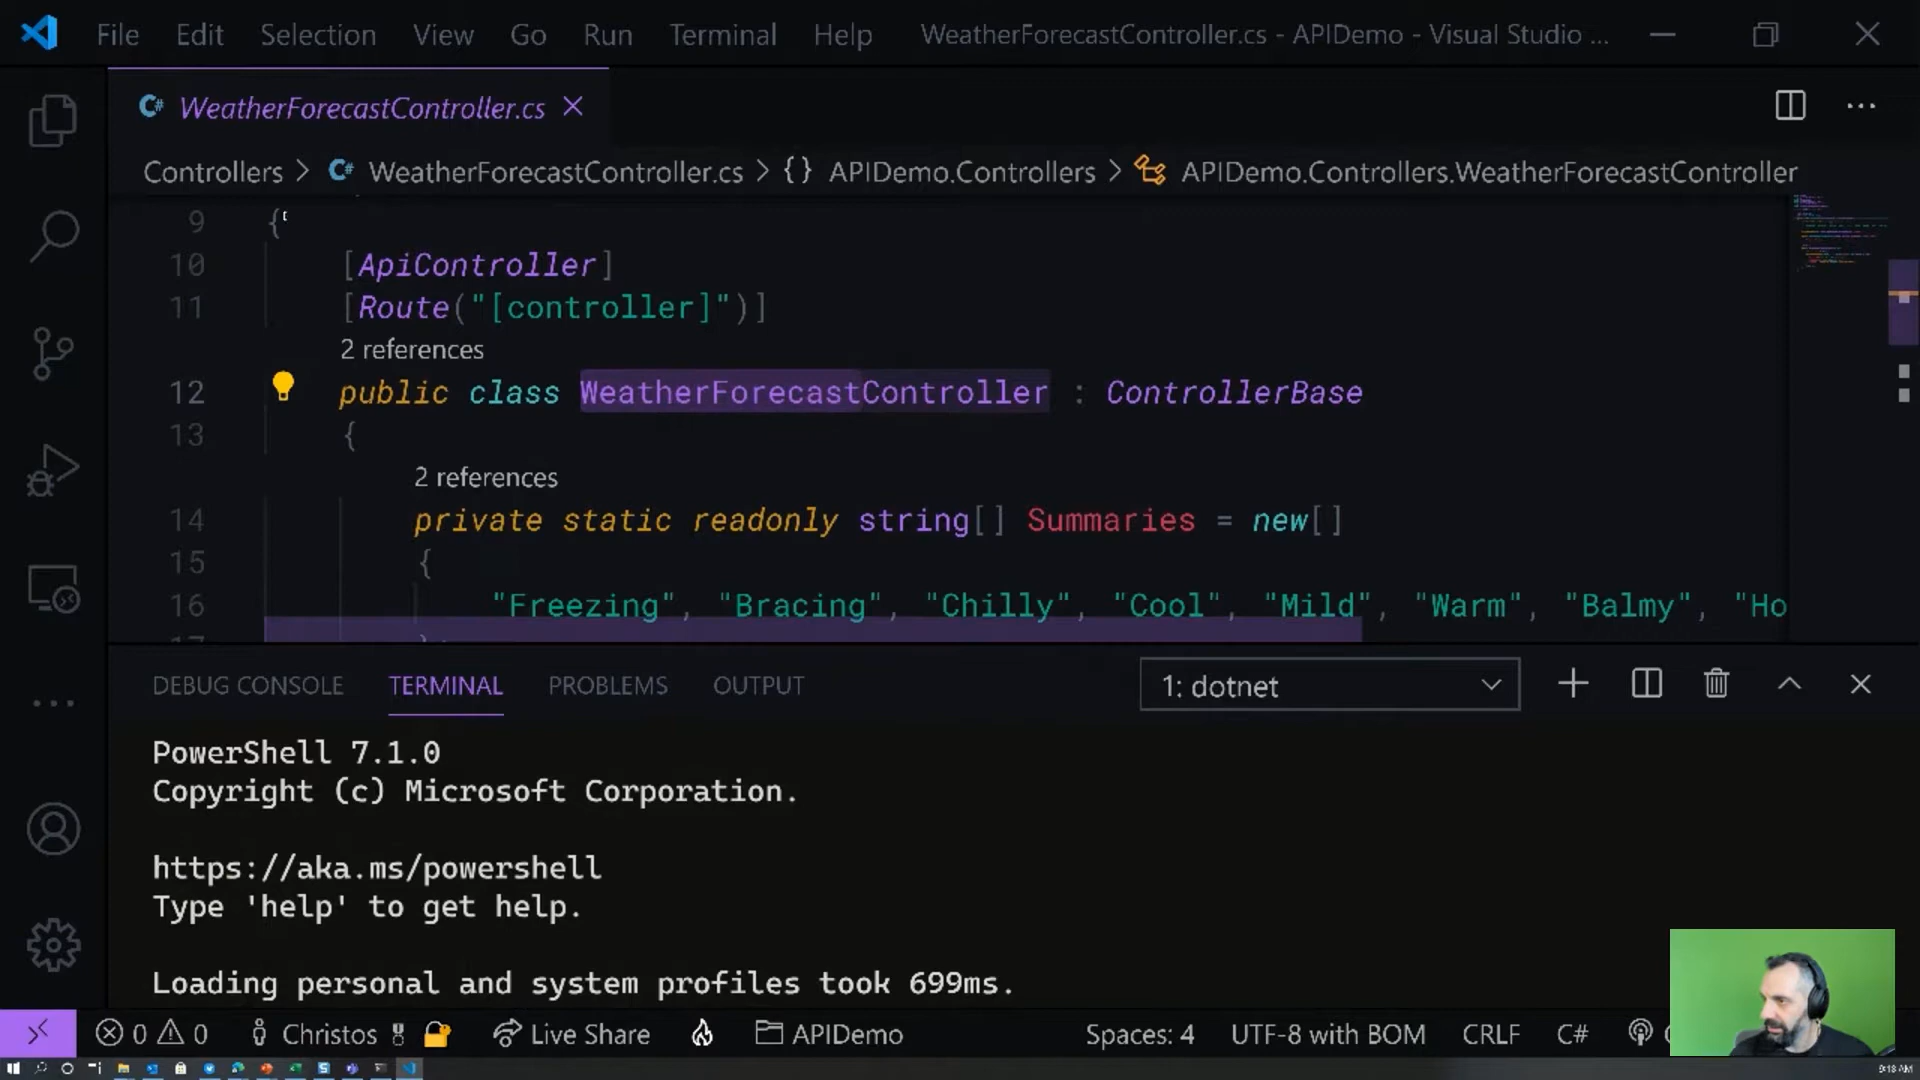 File Edit Selection View Go Run Terminal Help WeatherForecastController.cs - APIDemo - Visual Studio ...
WeatherForecastController.cs
Controllers > WeatherForecastController.cs > {} APIDemo.Controllers > APIDemo.Controllers.WeatherForecastController
9 {
10 [ApiController]
11 [Route("[controller]")]
2 references
12 public class WeatherForecastController : ControllerBase
13 {
2 references
14 private static readonly string[] Summaries = new[]
15 {
16 "Freezing", "Bracing", "Chilly", "Cool", "Mild", "Warm", "Balmy", "Ho
DEBUG CONSOLE TERMINAL PROBLEMS OUTPUT 1: dotnet
PowerShell 7.1.0
Copyright (c) Microsoft Corporation.
https://aka.ms/powershell
Type 'help' to get help.
Loading personal and system profiles took 699ms.
0 0 Christos Live Share APIDemo Spaces: 4 UTF-8 with BOM CRLF C#
9:18 AM